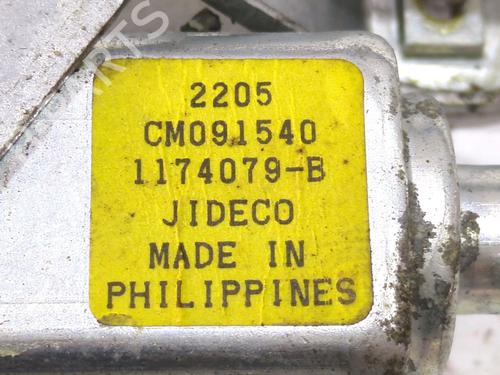 2205
CM091540
1174079-B
JIDECO
MADE IN
PHILIPPINES